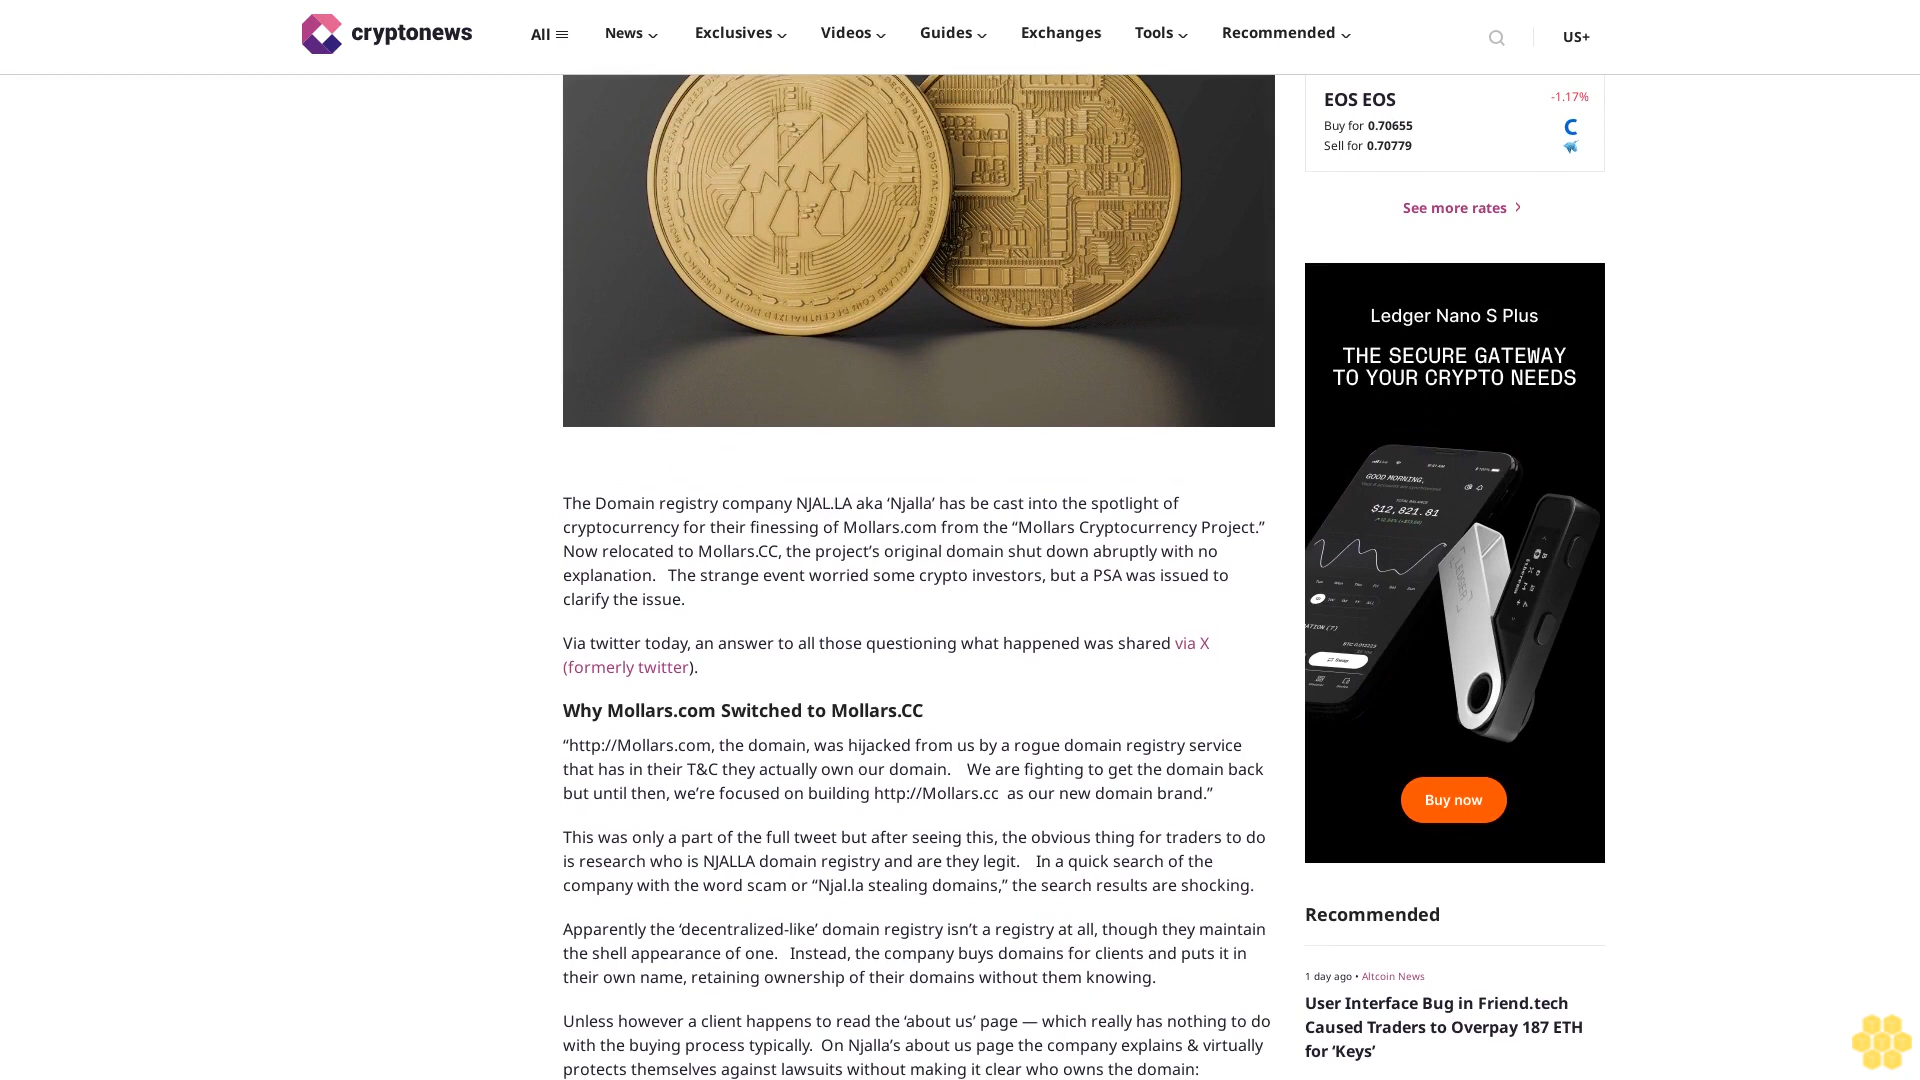 cryptonews
All
News
Exclusives
Videos
Guides
Exchanges
Tools
Recommended
US+
EOS EOS
-1.17%
Buy for 0.70655
Sell for 0.70779
See more rates
Ledger Nano S Plus
THE SECURE GATEWAY
TO YOUR CRYPTO NEEDS
GOOD MORNING,
TOTAL BALANCE
$12,821.81
LEDGER
Swap
Buy now
The Domain registry company NJAL.LA aka ‘Njalla’ has be cast into the spotlight of
cryptocurrency for their finessing of Mollars.com from the “Mollars Cryptocurrency Project.”
Now relocated to Mollars.CC, the project’s original domain shut down abruptly with no
explanation.   The strange event worried some crypto investors, but a PSA was issued to
clarify the issue.
Via twitter today, an answer to all those questioning what happened was shared via X
(formerly twitter).
Why Mollars.com Switched to Mollars.CC
“http://Mollars.com, the domain, was hijacked from us by a rogue domain registry service
that has in their T&C they actually own our domain.    We are fighting to get the domain back
but until then, we’re focused on building http://Mollars.cc  as our new domain brand.”
This was only a part of the full tweet but after seeing this, the obvious thing for traders to do
is research who is NJALLA domain registry and are they legit.    In a quick search of the
company with the word scam or “Njal.la stealing domains,” the search results are shocking.
Apparently the ‘decentralized-like’ domain registry isn’t a registry at all, though they maintain
the shell appearance of one.   Instead, the company buys domains for clients and puts it in
their own name, retaining ownership of their domains without them knowing.
Unless however a client happens to read the ‘about us’ page — which really has nothing to do
with the buying process typically.  On Njalla’s about us page the company explains & virtually
protects themselves against lawsuits without making it clear who owns the domain:
Recommended
1 day ago • Altcoin News
User Interface Bug in Friend.tech
Caused Traders to Overpay 187 ETH
for ‘Keys’